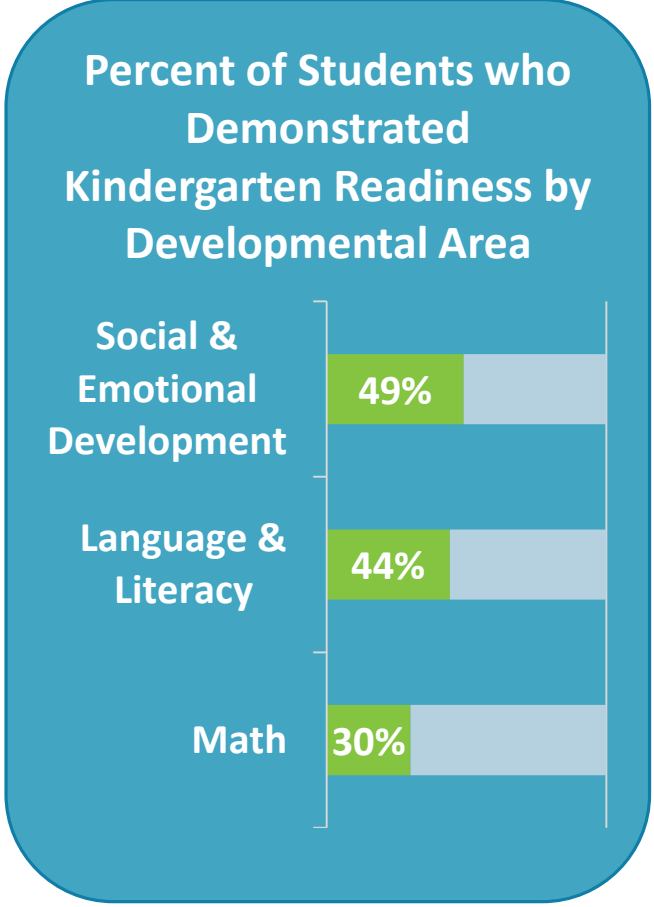 Percent of Students who
Demonstrated
Kindergarten Readiness by
Developmental Area
Social &
Emotional
Development
49%
Language &
Literacy
44%
Math
30%